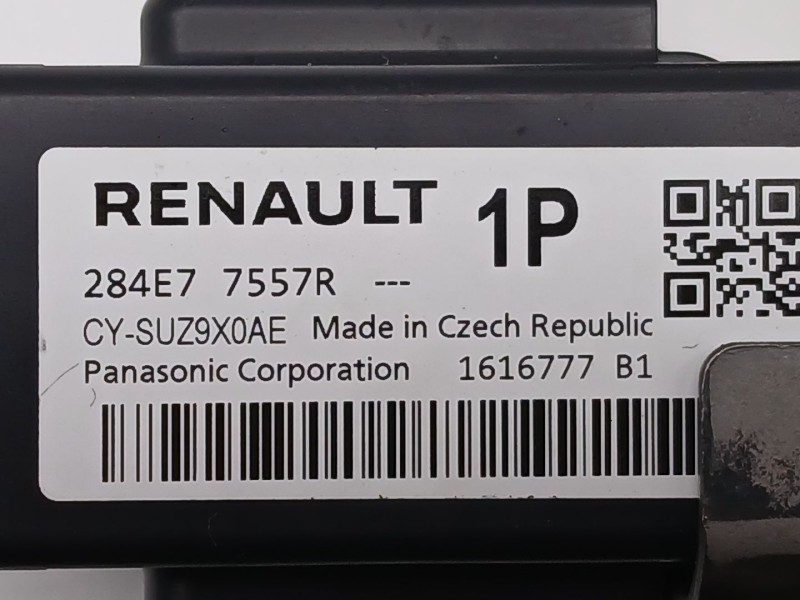 RENAULT 1P
284E7 7557R ---
CY-SUZ9X0AE Made in Czech Republic
Panasonic Corporation 1616777 B1